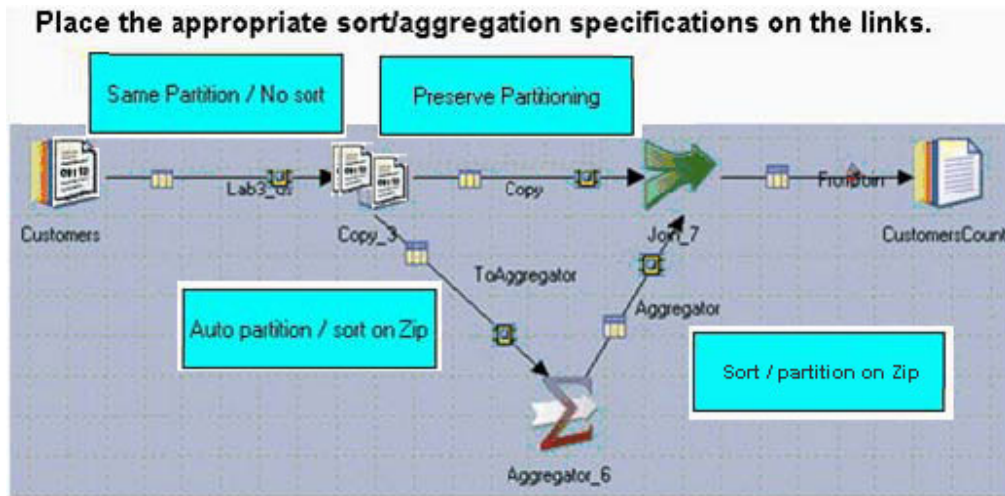 Place the appropriate sort/aggregation specifications on the links.
Same Partition / No sort
Preserve Partitioning
Copy
Customers
Copy_3
Join_7
CustomersCount
ToAggregator
Auto partition / sort on Zip
Aggregator
Sort / partition on Zip
Aggregator_6